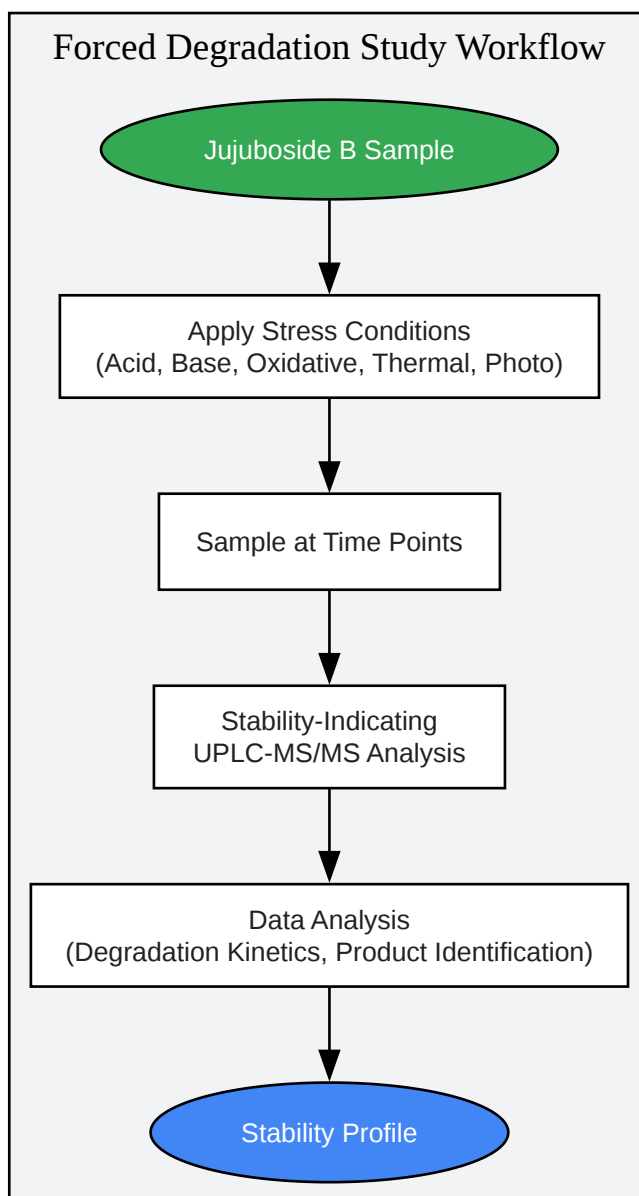 Forced Degradation Study Workflow
Jujuboside B Sample
Apply Stress Conditions
(Acid, Base, Oxidative, Thermal, Photo)
Sample at Time Points
Stability-Indicating
UPLC-MS/MS Analysis
Data Analysis
(Degradation Kinetics, Product Identification)
Stability Profile